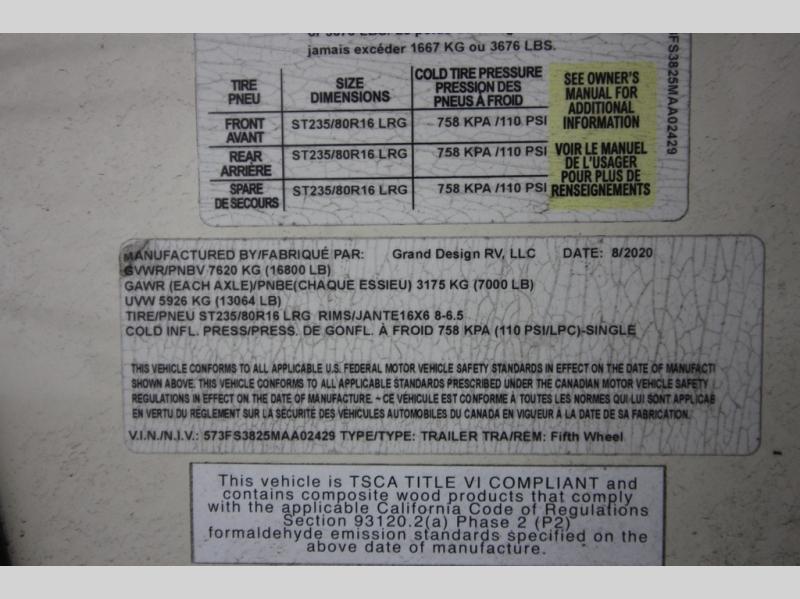 jamais excéder 1667 KG ou 3676 LBS.
TIRE PNEU
SIZE DIMENSIONS
COLD TIRE PRESSURE PRESSION DES PNEUS À FROID
SEE OWNER'S MANUAL FOR ADDITIONAL INFORMATION
FRONT AVANT
ST235/80R16 LRG
758 KPA /110 PSI
REAR ARRIÈRE
ST235/80R16 LRG
758 KPA /110 PSI
VOIR LE MANUEL DE L'USAGER POUR PLUS DE RENSEIGNEMENTS
SPARE DE SECOURS
ST235/80R16 LRG
758 KPA /110 PSI
FS3825MAA02429
MANUFACTURED BY/FABRIQUÉ PAR: Grand Design RV, LLC DATE: 8/2020
GVWR/PNBV 7620 KG (16800 LB)
GAWR (EACH AXLE)/PNBE(CHAQUE ESSIEU) 3175 KG (7000 LB)
UVW 5926 KG (13064 LB)
TIRE/PNEU ST235/80R16 LRG RIMS/JANTE16X6 8-6.5
COLD INFL. PRESS/PRESS. DE GONFL. À FROID 758 KPA (110 PSI/LPC)-SINGLE
THIS VEHICLE CONFORMS TO ALL APPLICABLE U.S. FEDERAL MOTOR VEHICLE SAFETY STANDARDS IN EFFECT ON THE DATE OF MANUFACT
SHOWN ABOVE. THIS VEHICLE CONFORMS TO ALL APPLICABLE STANDARDS PRESCRIBED UNDER THE CANADIAN MOTOR VEHICLE SAFETY
REGULATIONS IN EFFECT ON THE DATE OF MANUFACTURE. ~ CE VÉHICULE EST CONFORME À TOUTES LES NORMES QUI LUI SONT APPLICAB
EN VERTU DU RÈGLEMENT SUR LA SÉCURITÉ DES VÉHICULES AUTOMOBILES DU CANADA EN VIGUEUR À LA DATE DE SA FABRICATION.
V.I.N./N.I.V.: 573FS3825MAA02429 TYPE/TYPE: TRAILER TRA/REM: Fifth Wheel
This vehicle is TSCA TITLE VI COMPLIANT and
contains composite wood products that comply
with the applicable California Code of Regulations
Section 93120.2(a) Phase 2 (P2)
formaldehyde emission standards specified on the
above date of manufacture.